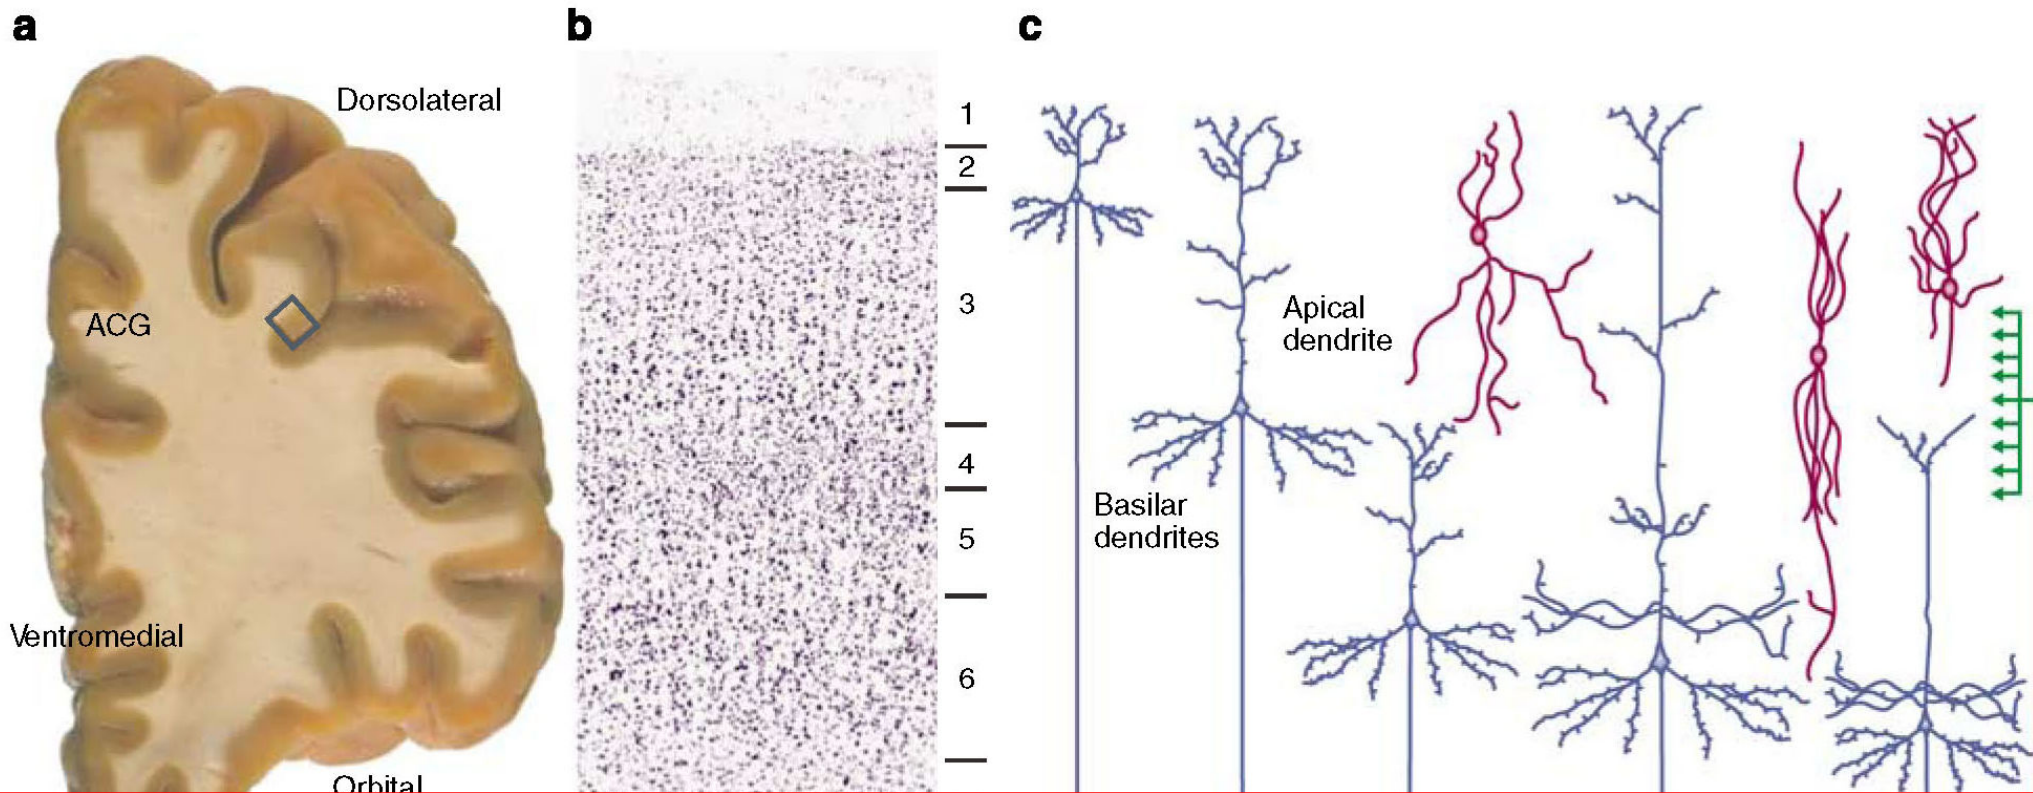 a
Dorsolateral
ACG
Ventromedial
Orbital
b
1
2
3
4
5
6
c
Apical
dendrite
Basilar
dendrites